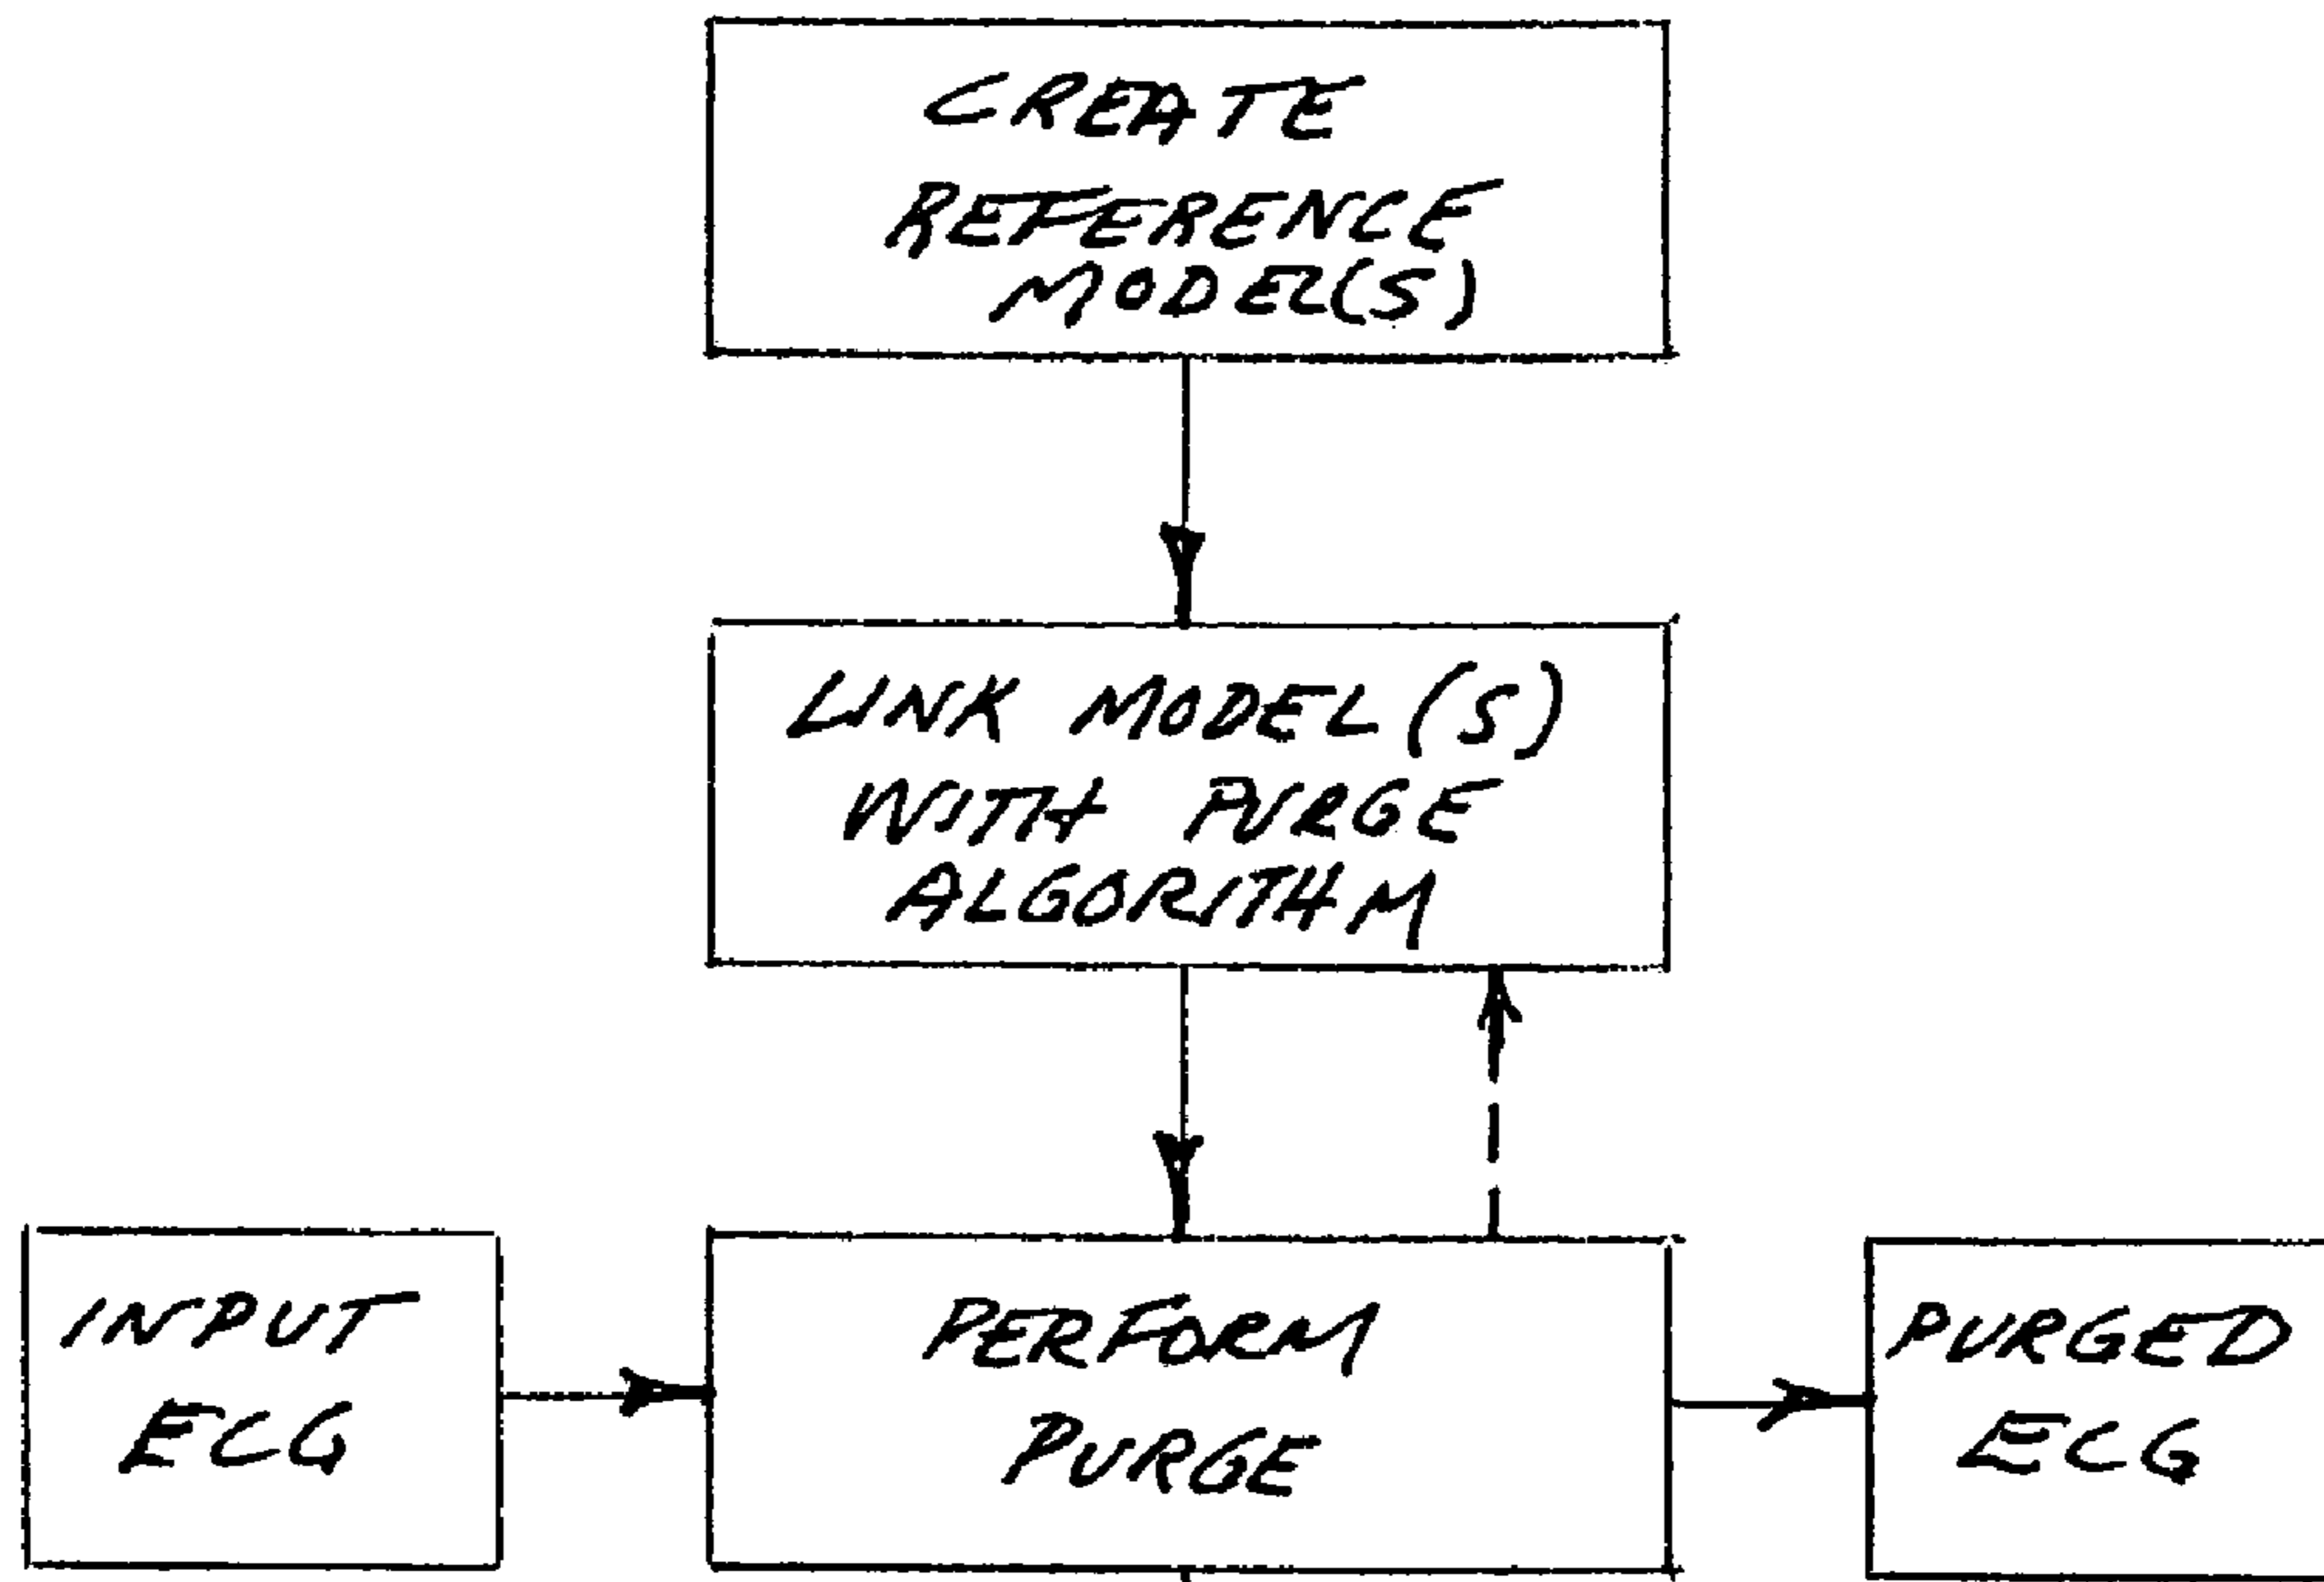 CREATE
REFERENCE
MODEL(S)
LINK MODEL(S)
WITH PURGE
ALGORITHM
INPUT
ECG
PERFORM
PURGE
PURGED
ECG